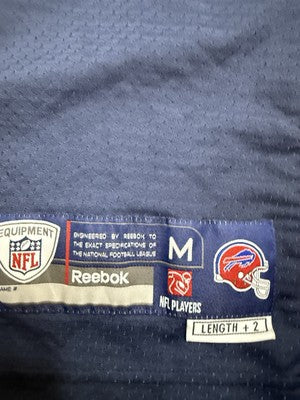 EQUIPMENT
NFL
ENGINEERED BY REEBOK TO
THE EXACT SPECIFICATIONS OF
THE NATIONAL FOOTBALL LEAGUE
Reebok
M
NFL PLAYERS
LENGTH + 2
AME #